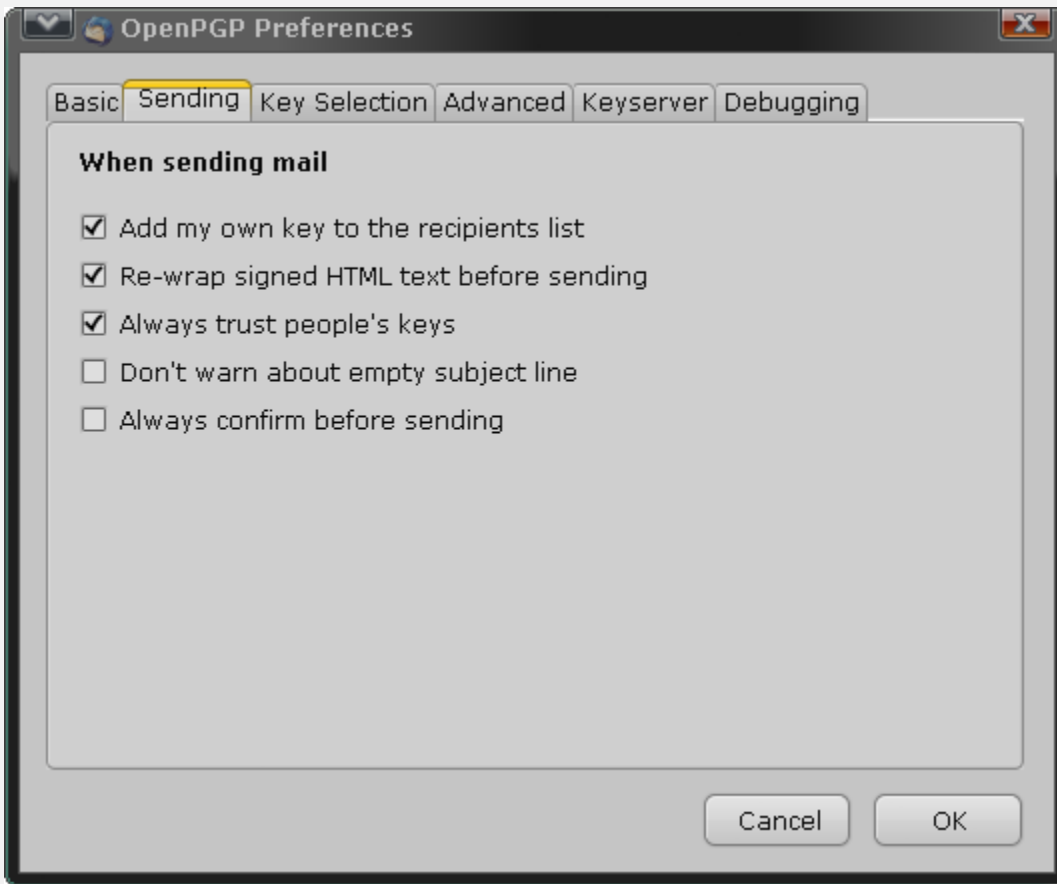 OpenPGP Preferences
Basic Sending Key Selection Advanced Keyserver Debugging
When sending mail
Add my own key to the recipients list
Re-wrap signed HTML text before sending
Always trust people's keys
Don't warn about empty subject line
Always confirm before sending
Cancel OK